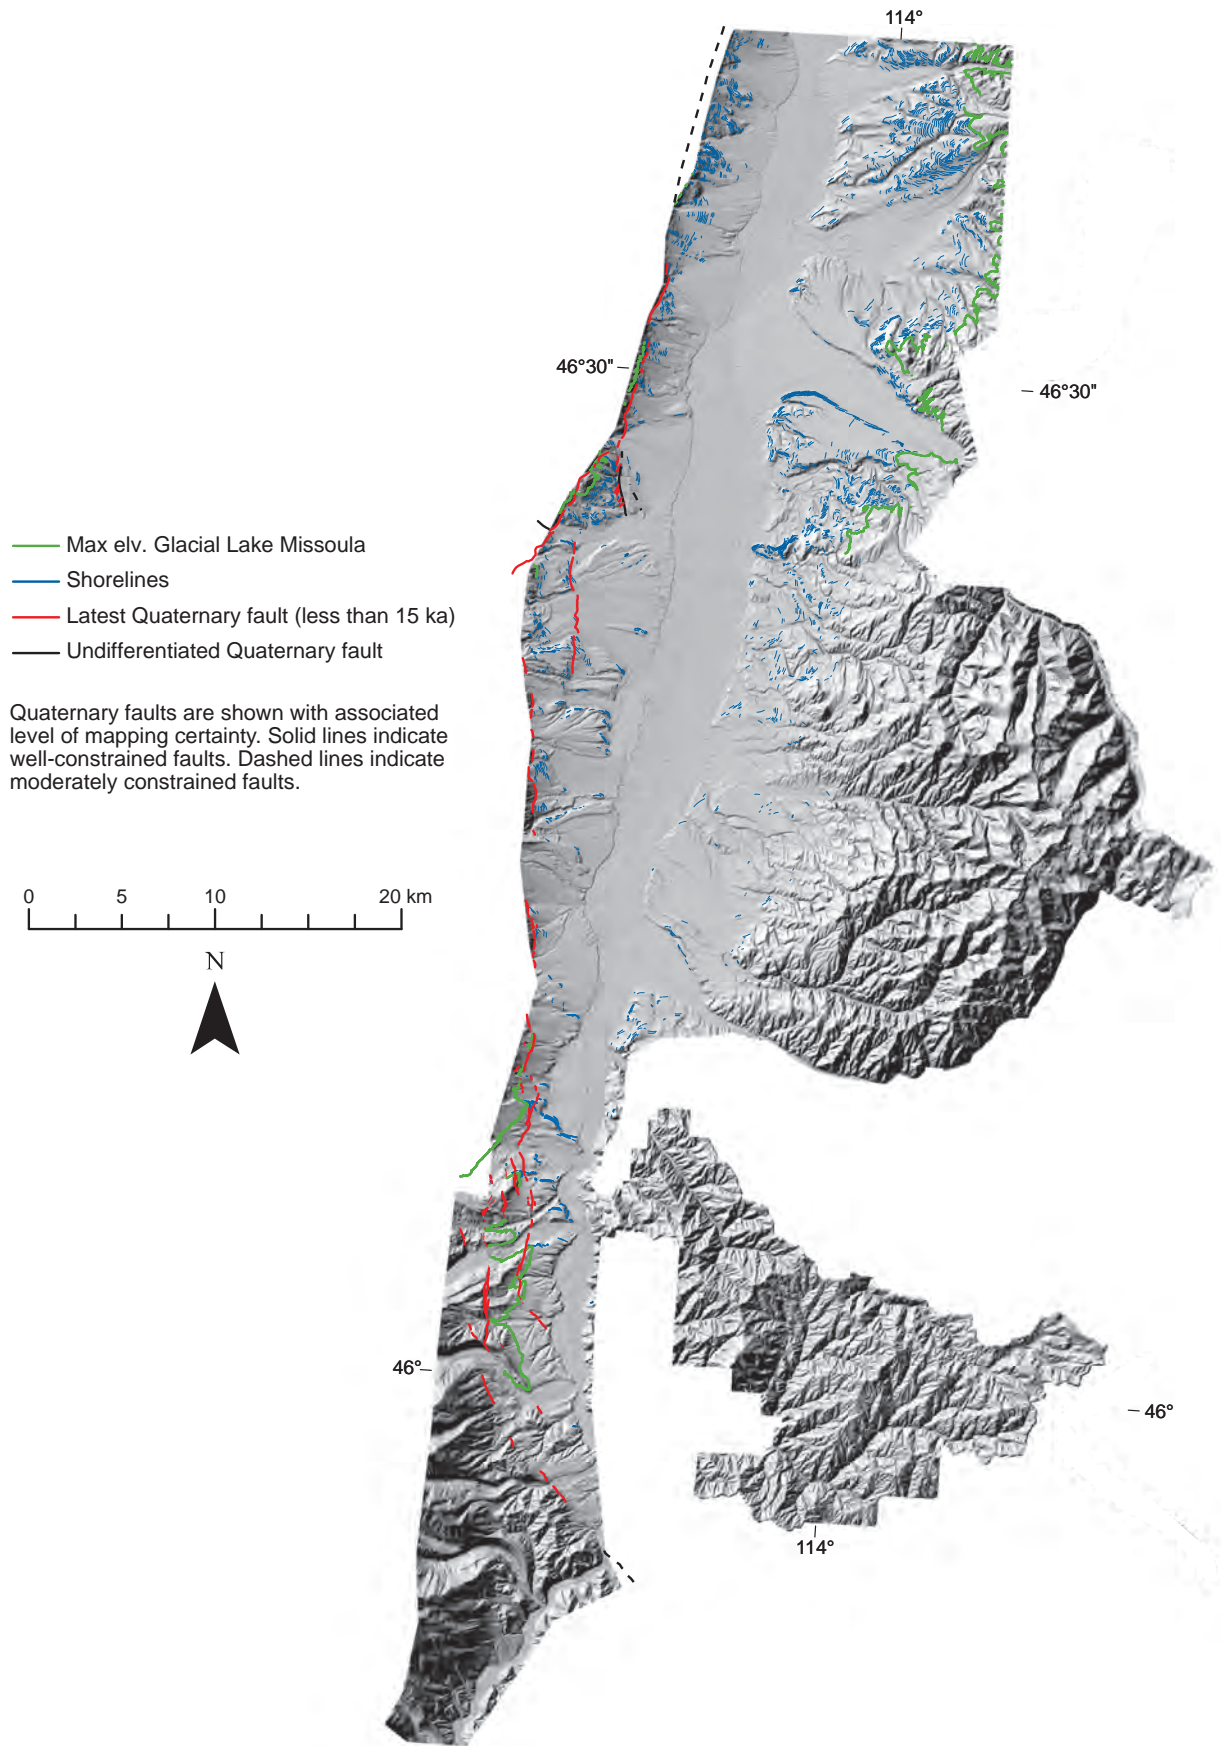 114°
46°30"
46°30"
Max elv. Glacial Lake Missoula
Shorelines
Latest Quaternary fault (less than 15 ka)
Undifferentiated Quaternary fault
Quaternary faults are shown with associated
level of mapping certainty. Solid lines indicate
well-constrained faults. Dashed lines indicate
moderately constrained faults.
0 5 10 20 km
N
46°
46°
114°